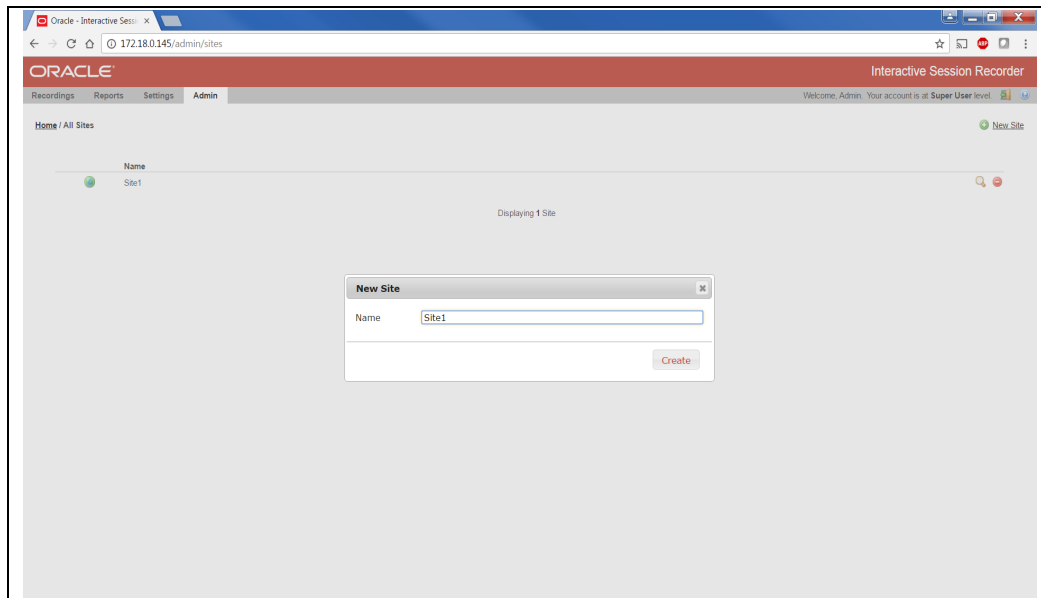 Oracle - Interactive Sessi
172.18.0.145/admin/sites
ABP
ORACLE
Interactive Session Recorder
Recordings Reports Settings Admin
Welcome, Admin. Your account is at Super User level.
Home / All Sites
New Site
Name
Site1
Displaying 1 Site
New Site
Name
Site1
Create